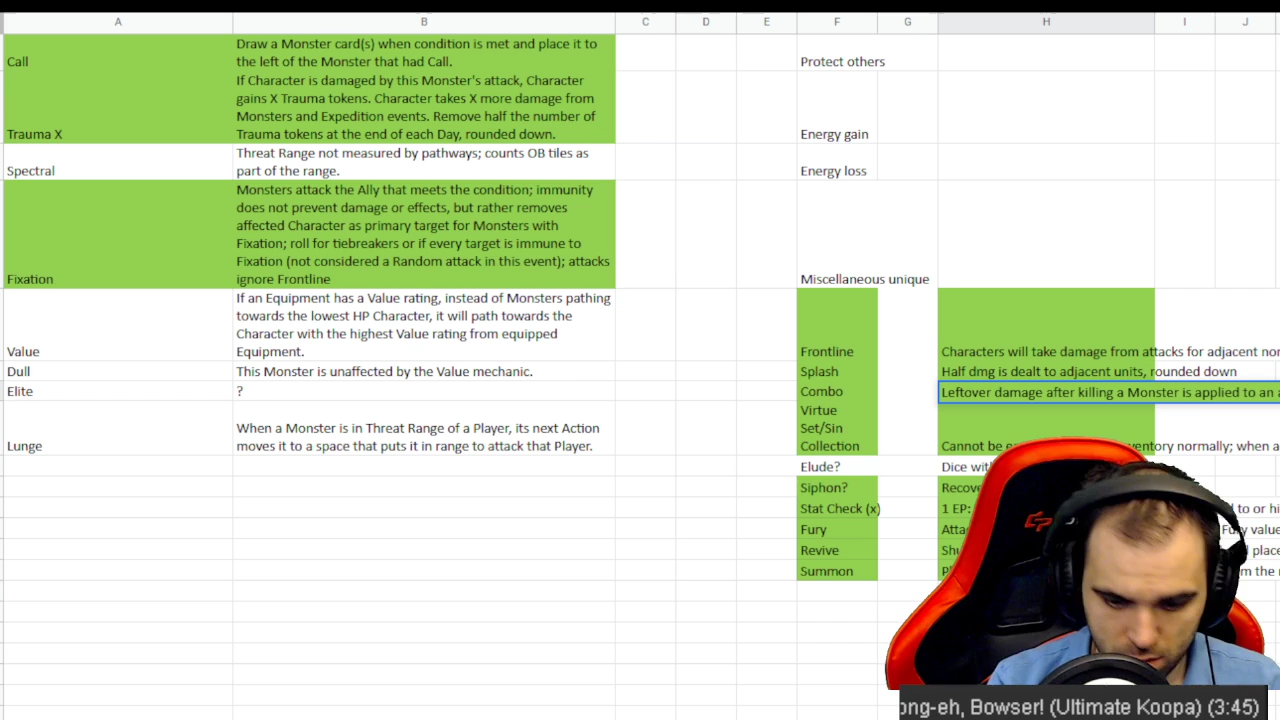 A B C D E F G H I J
Call
Draw a Monster card(s) when condition is met and place it to
the left of the Monster that had Call.
Protect others
Trauma X
If Character is damaged by this Monster's attack, Character
gains X Trauma tokens. Character takes X more damage from
Monsters and Expedition events. Remove half the number of
Trauma tokens at the end of each Day, rounded down.
Energy gain
Spectral
Threat Range not measured by pathways; counts OB tiles as
part of the range.
Energy loss
Fixation
Monsters attack the Ally that meets the condition; immunity
does not prevent damage or effects, but rather removes
affected Character as primary target for Monsters with
Fixation; roll for tiebreakers or if every target is immune to
Fixation (not considered a Random attack in this event); attacks
ignore Frontline
Miscellaneous unique
Value
If an Equipment has a Value rating, instead of Monsters pathing
towards the lowest HP Character, it will path towards the
Character with the highest Value rating from equipped
Equipment.
Frontline
Characters will take damage from attacks for adjacent
Dull
This Monster is unaffected by the Value mechanic.
Splash
Half dmg is dealt to adjacent units, rounded down
Elite
?
Combo
Leftover damage after killing a Monster is applied to an
Lunge
When a Monster is in Threat Range of a Player, its next Action
moves it to a space that puts it in range to attack that Player.
Virtue
Set/Sin
Collection
Cannot be normally; when a
Elude?
Dice
Siphon?
Stat Check (x)
1 EP: to or
Fury
value
Revive
Summon
the
Bowser! (Ultimate Koopa) (3:45)